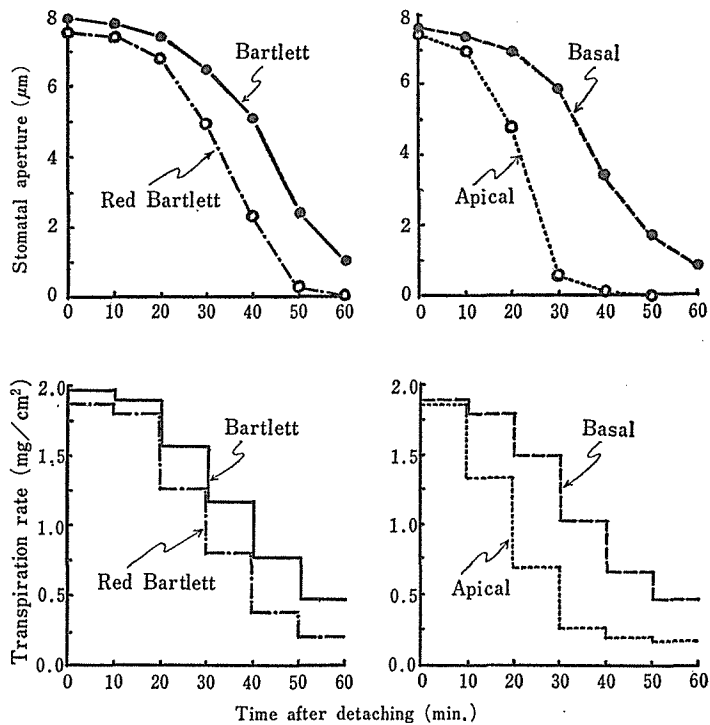 Stomatal aperture (μm)
8
6
4
2
0
Bartlett
Red Bartlett
0 10 20 30 40 50 60
8
6
4
2
0
Basal
Apical
0 10 20 30 40 50 60
Transpiration rate (mg/cm²)
2.0
1.5
1.0
0.5
0.0
Bartlett
Red Bartlett
0 10 20 30 40 50 60
2.0
1.5
1.0
0.5
0.0
Basal
Apical
0 10 20 30 40 50 60
Time after detaching (min.)